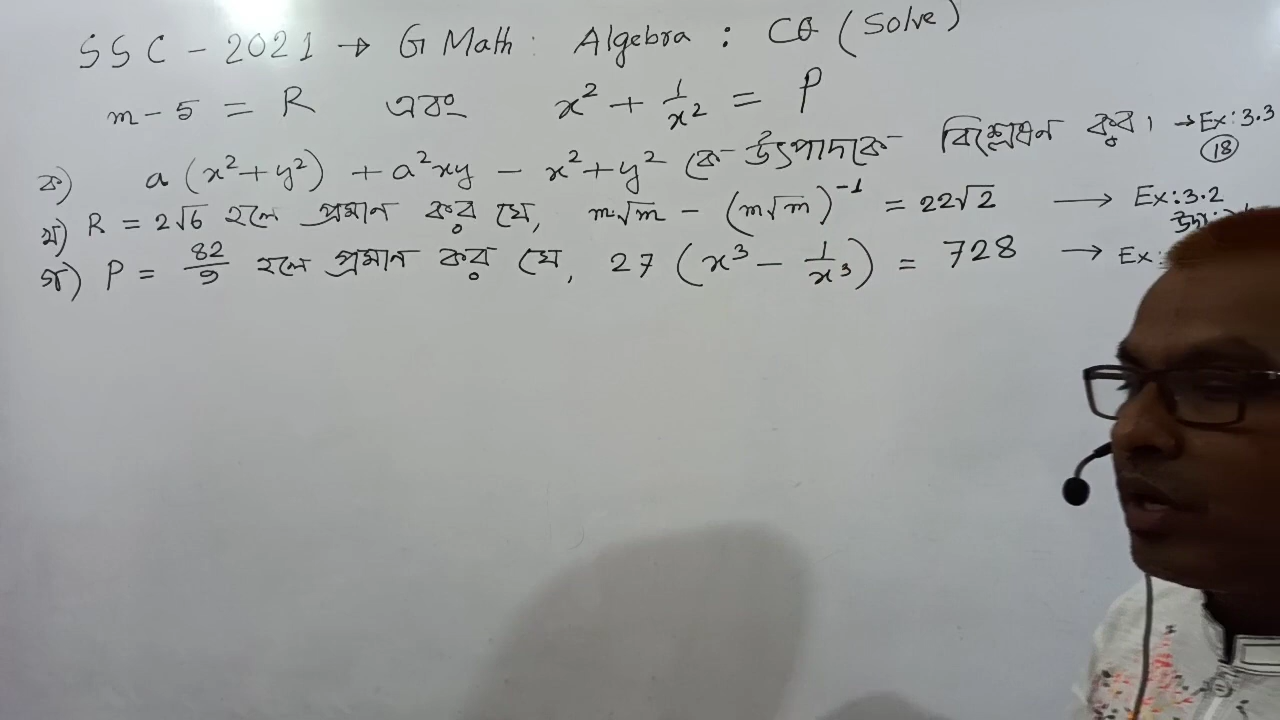 SSC - 2021 → G Math : Algebra : CQ (Solve)
m - 5 = R এবং x² + 1/x² = P
ক) a (x² + y²) + a²xy - x² + y² কে উৎপাদকে বিশ্লেষণ কর। → Ex: 3.3
18
খ) R = 2√6 হলে প্রমান কর যে, m√m - (m√m)⁻¹ = 22√2 → Ex: 3.2
গ) P = 82/9 হলে প্রমান কর যে, 27 (x³ - 1/x³) = 728 → Ex: